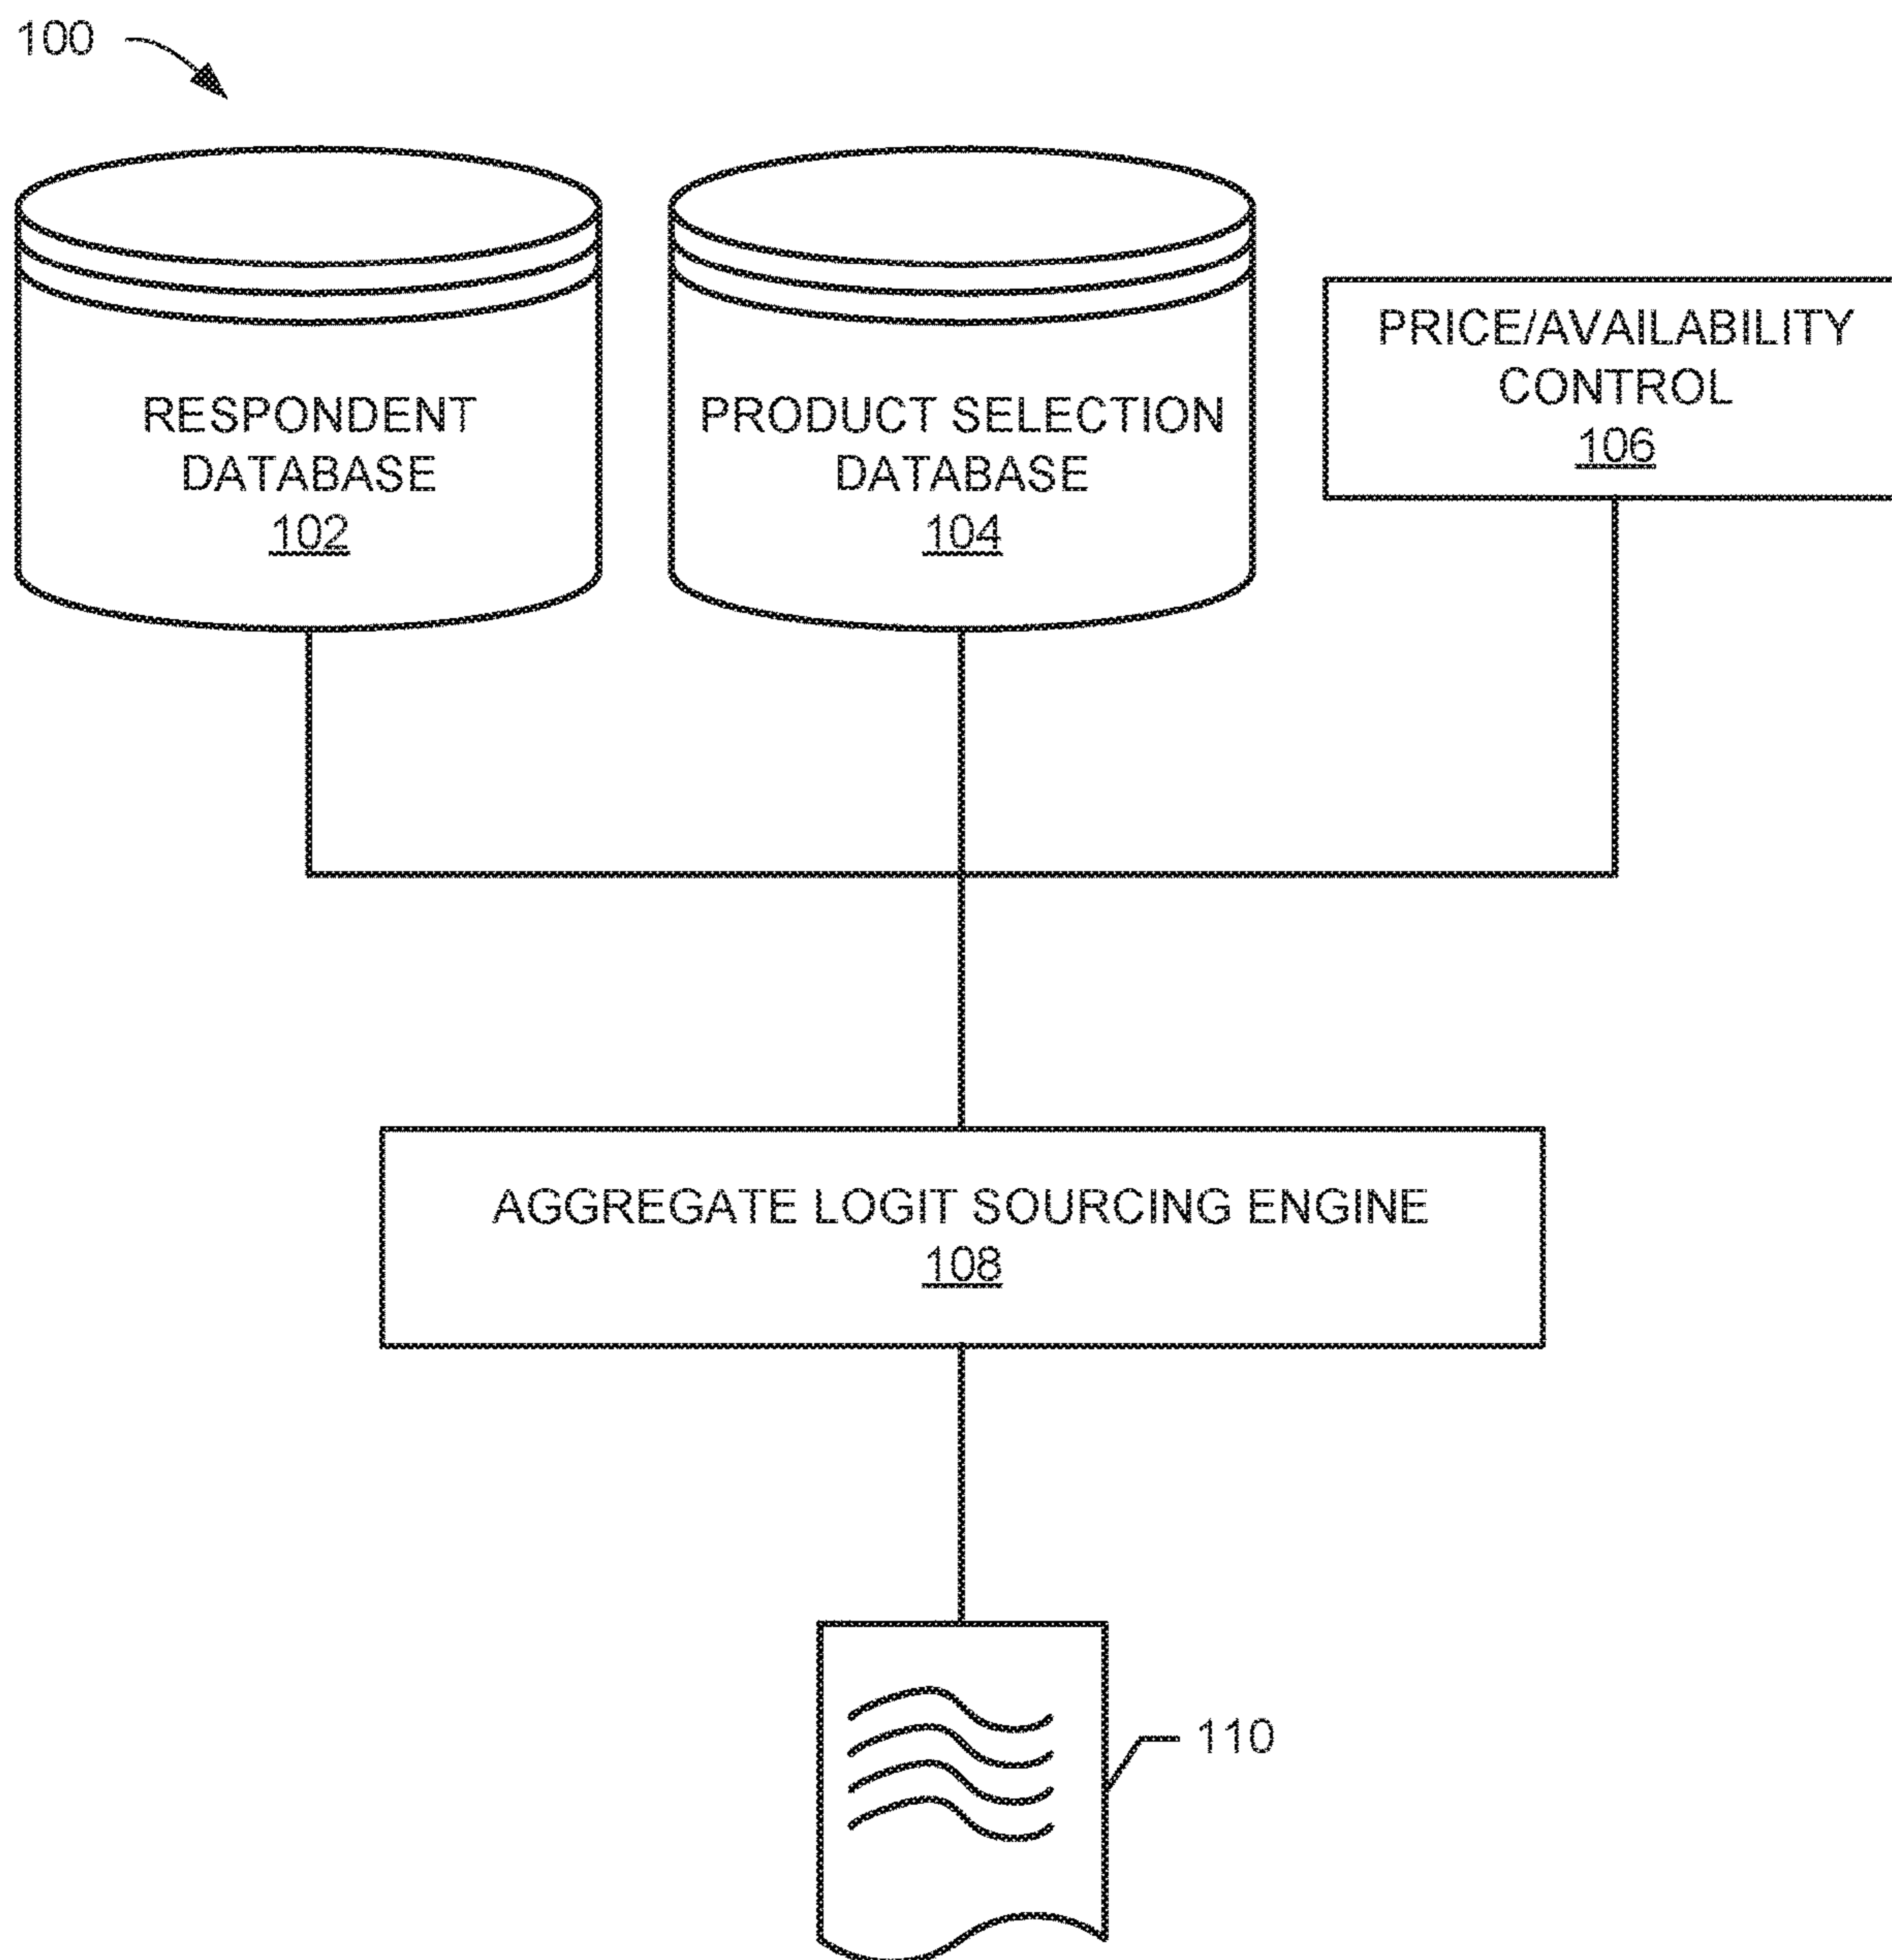 100
RESPONDENT
DATABASE
102
PRODUCT SELECTION
DATABASE
104
PRICE/AVAILABILITY
CONTROL
106
AGGREGATE LOGIT SOURCING ENGINE
108
110